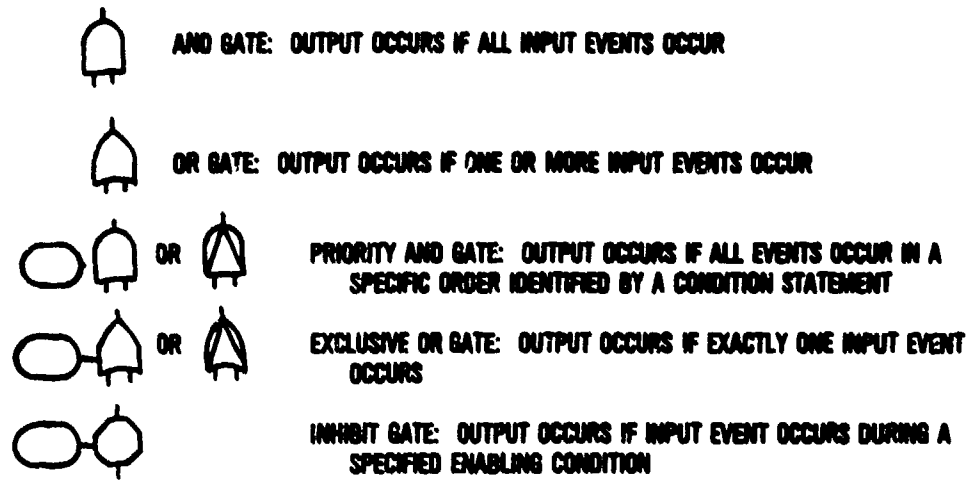 AND GATE: OUTPUT OCCURS IF ALL INPUT EVENTS OCCUR
OR GATE: OUTPUT OCCURS IF ONE OR MORE INPUT EVENTS OCCUR
OR
PRIORITY AND GATE: OUTPUT OCCURS IF ALL EVENTS OCCUR IN A
SPECIFIC ORDER IDENTIFIED BY A CONDITION STATEMENT
OR
EXCLUSIVE OR GATE: OUTPUT OCCURS IF EXACTLY ONE INPUT EVENT
OCCURS
INHIBIT GATE: OUTPUT OCCURS IF INPUT EVENT OCCURS DURING A
SPECIFIED ENABLING CONDITION